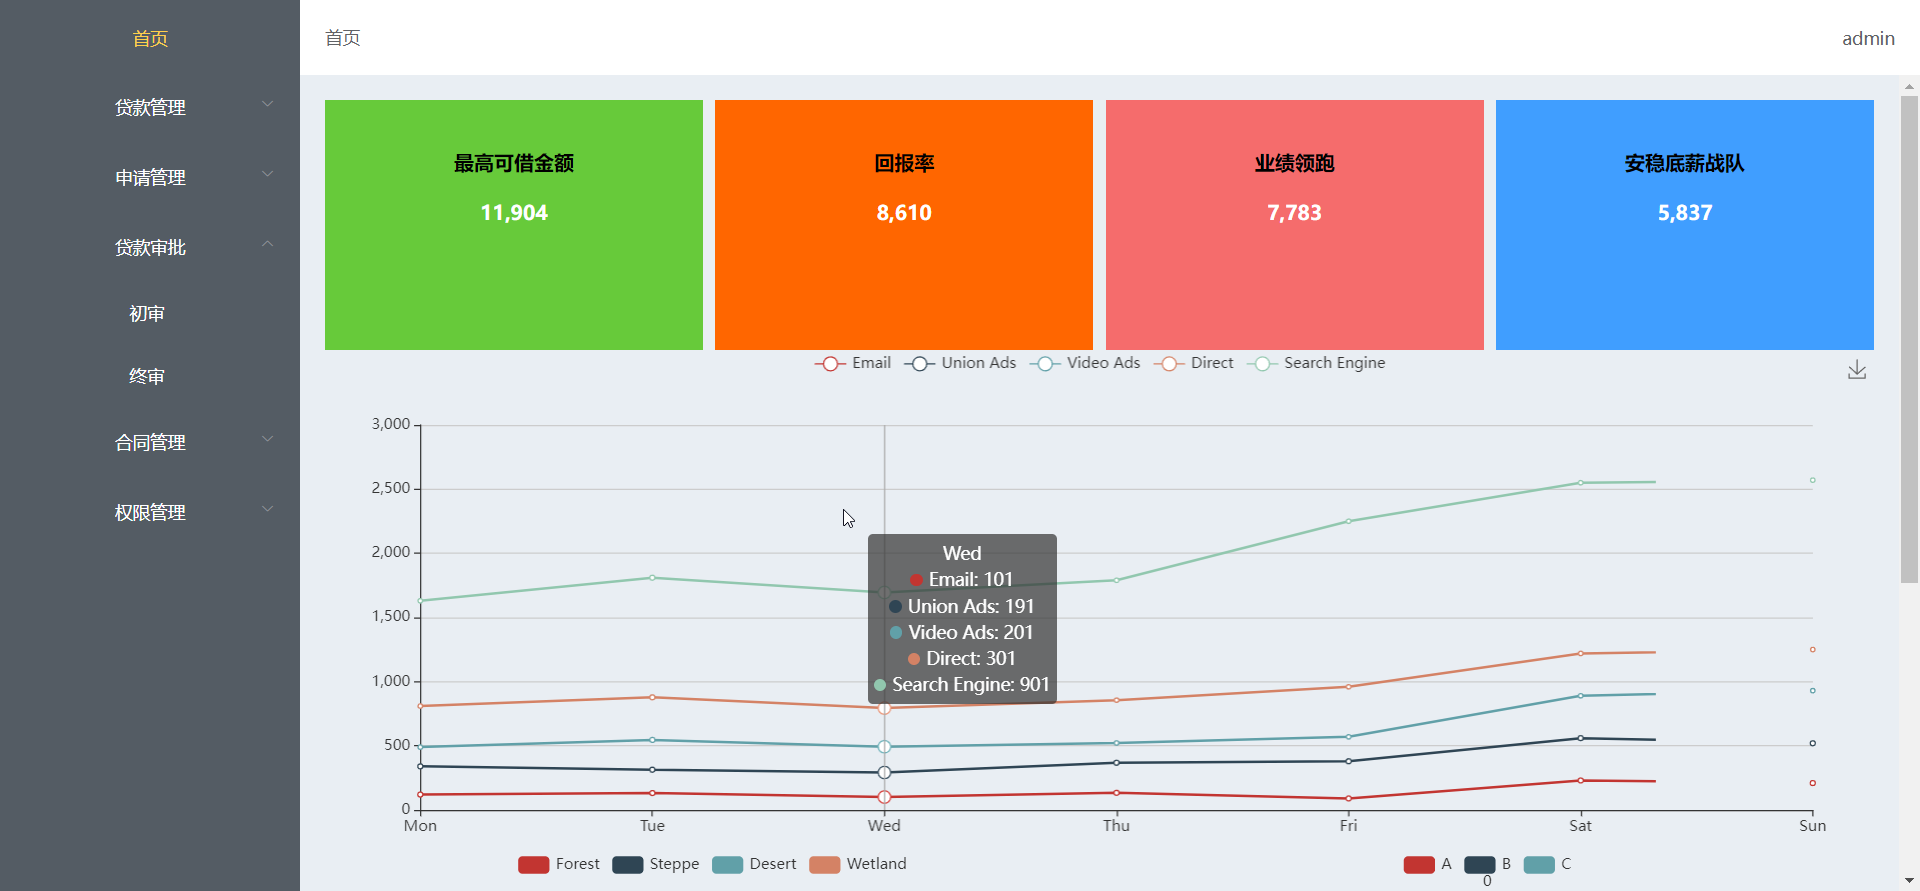 首页
贷款管理
申请管理
贷款审批
初审
终审
合同管理
权限管理
首页
admin
最高可借金额
11,904
回报率
8,610
业绩领跑
7,783
安稳底薪战队
5,837
Email Union Ads Video Ads Direct Search Engine
3,000
2,500
2,000
1,500
1,000
500
0
Wed
Email: 101
Union Ads: 191
Video Ads: 201
Direct: 301
Search Engine: 901
Mon Tue Wed Thu Fri Sat Sun
Forest Steppe Desert Wetland
A B C
0